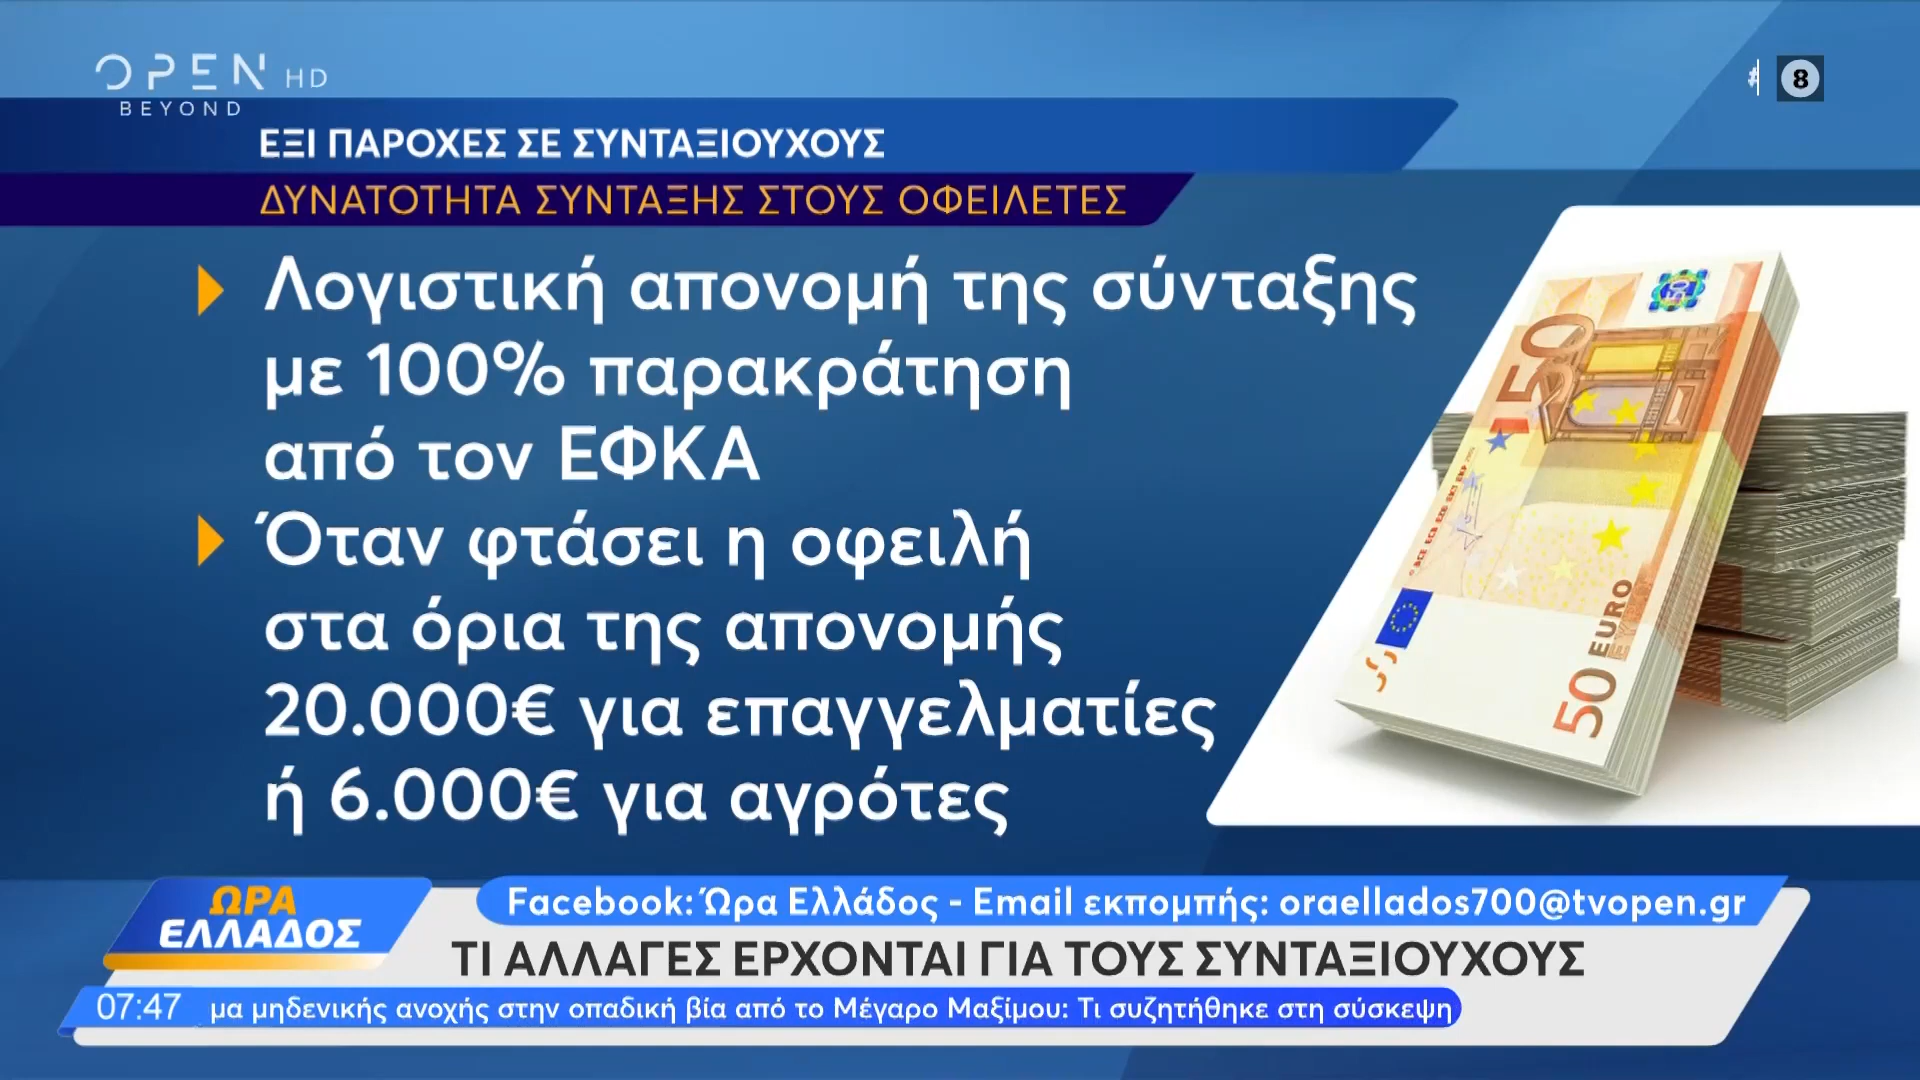 OPEN HD
BEYOND
8
ΕΞΙ ΠΑΡΟΧΕΣ ΣΕ ΣΥΝΤΑΞΙΟΥΧΟΥΣ
ΔΥΝΑΤΟΤΗΤΑ ΣΥΝΤΑΞΗΣ ΣΤΟΥΣ ΟΦΕΙΛΕΤΕΣ
Λογιστική απονομή της σύνταξης
με 100% παρακράτηση
από τον ΕΦΚΑ
Όταν φτάσει η οφειλή
στα όρια της απονομής
20.000€ για επαγγελματίες
ή 6.000€ για αγρότες
50
50 EURO
ΩΡΑ
ΕΛΛΑΔΟΣ
Facebook: Ώρα Ελλάδος - Email εκπομπής: oraellados700@tvopen.gr
ΤΙ ΑΛΛΑΓΕΣ ΕΡΧΟΝΤΑΙ ΓΙΑ ΤΟΥΣ ΣΥΝΤΑΞΙΟΥΧΟΥΣ
07:47 μα μηδενικής ανοχής στην οπαδική βία από το Μέγαρο Μαξίμου: Τι συζητήθηκε στη σύσκεψη